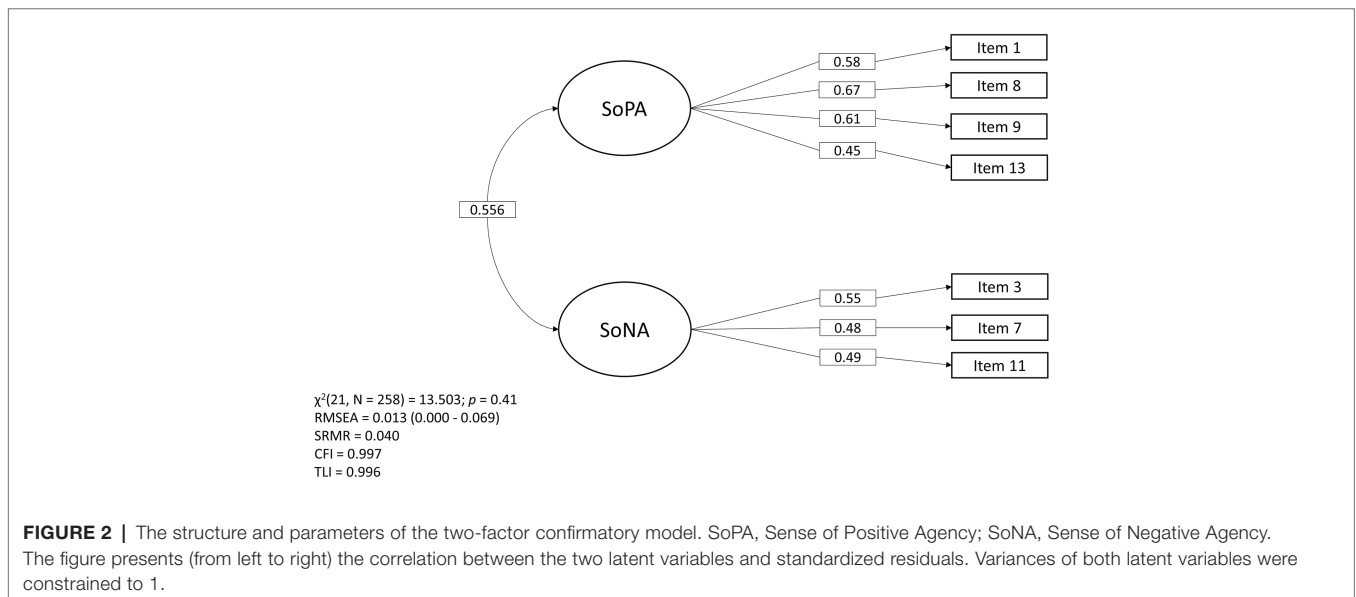 Item 1
0.58
Item 8
0.67
SoPA
0.61
Item 9
0.45
Item 13
0.556
Item 3
0.55
SoNA
0.48
Item 7
0.49
Item 11
χ²(21, N = 258) = 13.503; p = 0.41
RMSEA = 0.013 (0.000 - 0.069)
SRMR = 0.040
CFI = 0.997
TLI = 0.996
FIGURE 2 | The structure and parameters of the two-factor confirmatory model. SoPA, Sense of Positive Agency; SoNA, Sense of Negative Agency.
The figure presents (from left to right) the correlation between the two latent variables and standardized residuals. Variances of both latent variables were
constrained to 1.